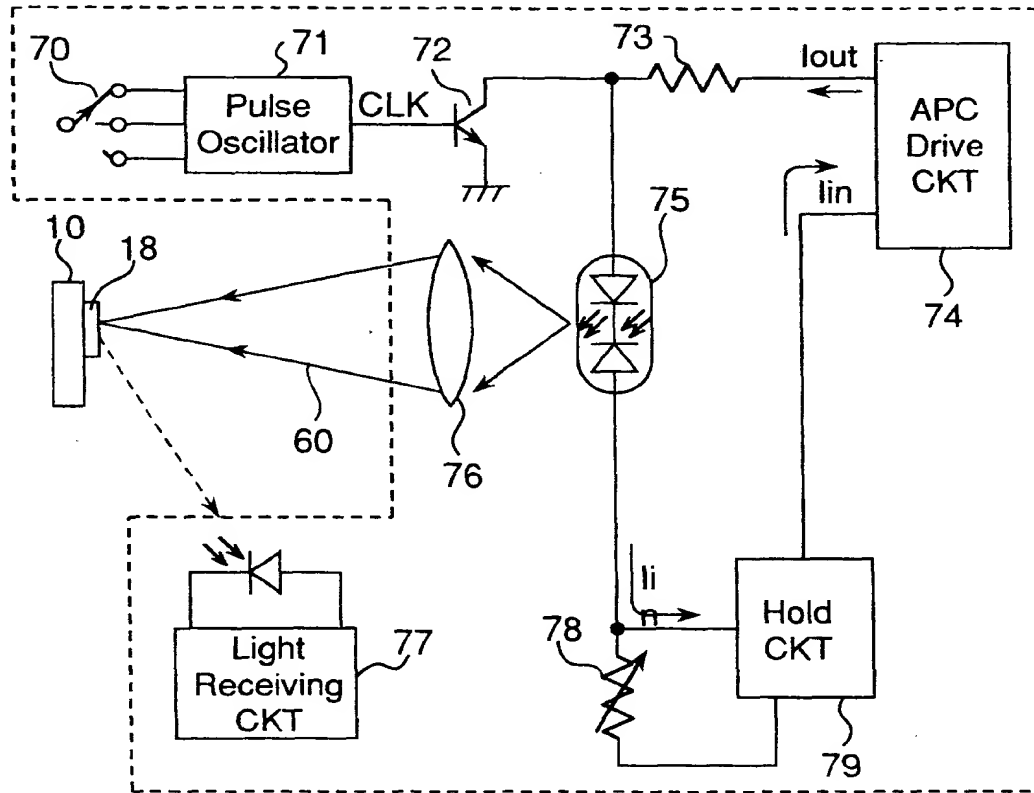 70
71
72
73
Iout
Pulse
Oscillator
CLK
APC
Drive
CKT
Iin
10
18
75
74
60
76
Ii
n
78
Hold
CKT
77
Light
Receiving
CKT
79